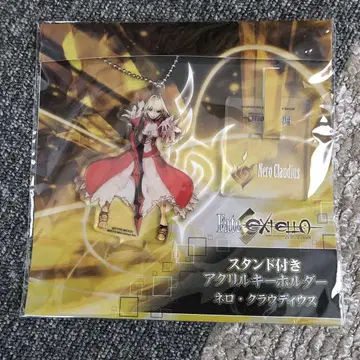 Nero Claudius
Fate
EXTELLA
スタンド付き
アクリルキーホルダー
ネロ・クラウディウス